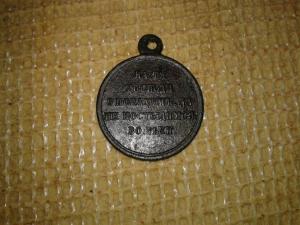 НА ТЯ
ГОСПОДИ
УПОВАХОМЪ, ДА
НЕ ПОСТЫДИМСЯ
ВО ВѢКИ.